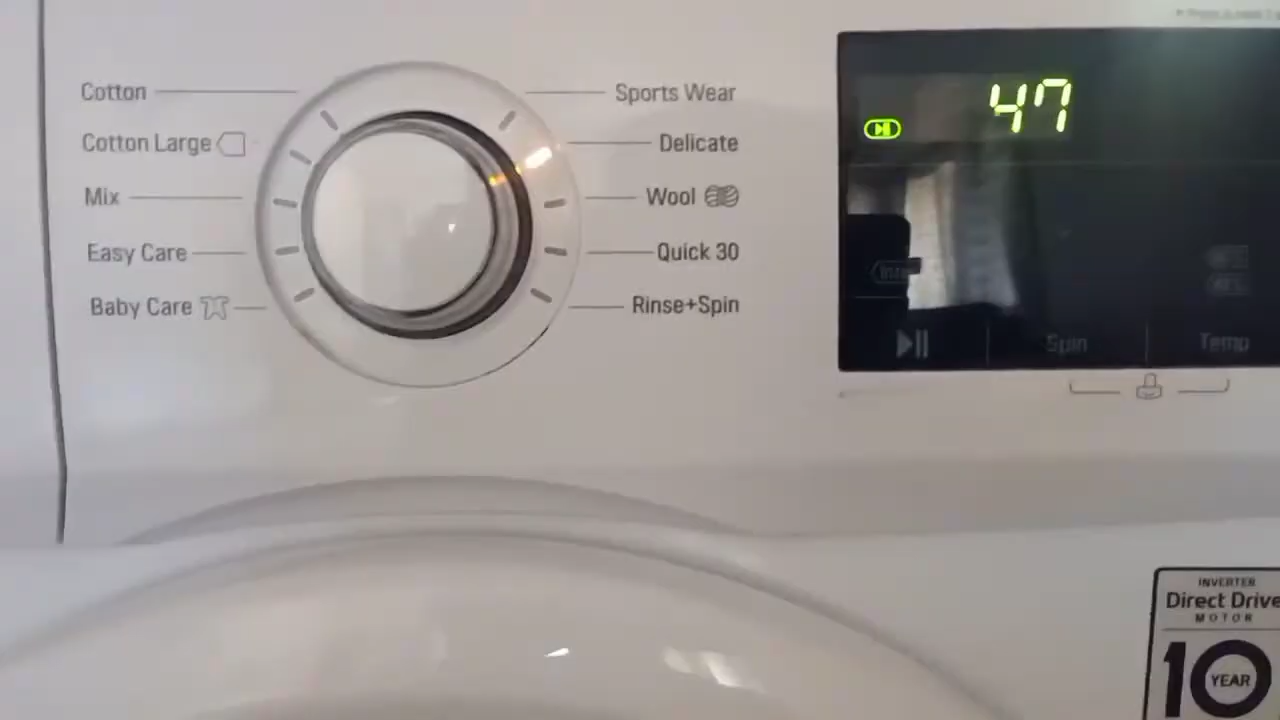 Cotton
Cotton Large
Mix
Easy Care
Baby Care
Sports Wear
Delicate
Wool
Quick 30
Rinse+Spin
47
Spin
Temp
INVERTER
Direct Drive
MOTOR
10
YEAR